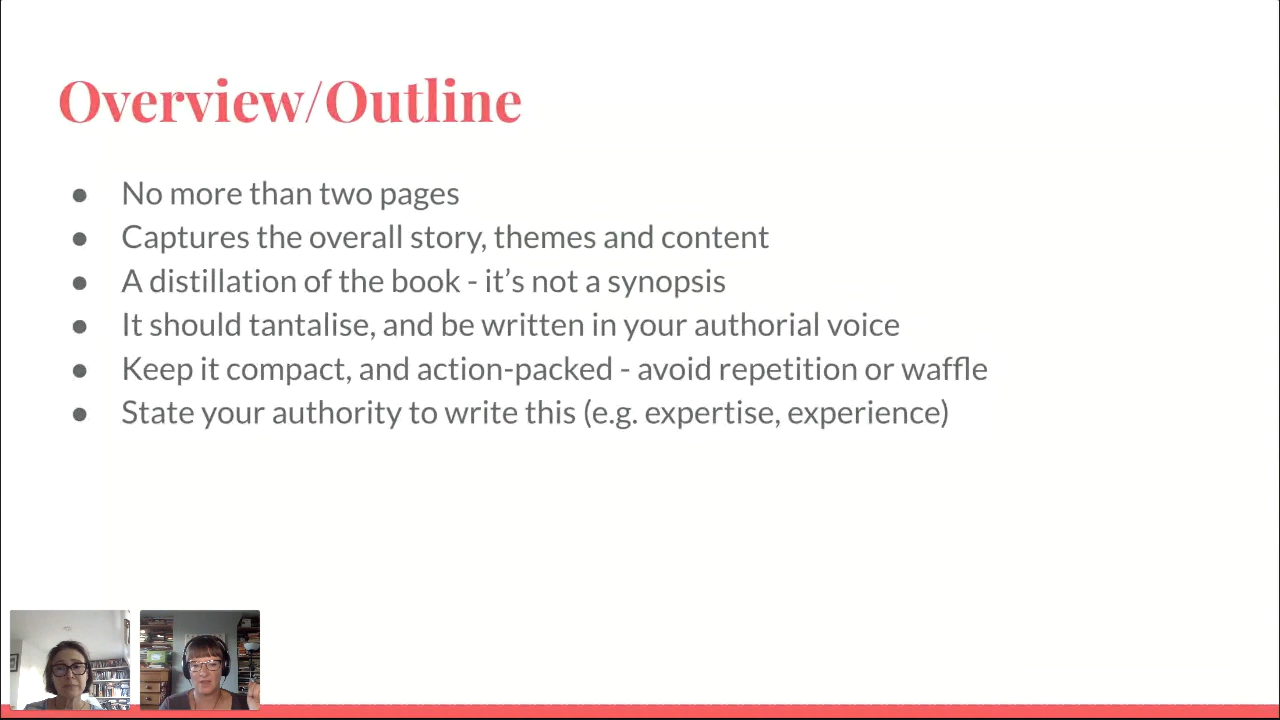 Overview/Outline
● No more than two pages
● Captures the overall story, themes and content
● A distillation of the book - it’s not a synopsis
● It should tantalise, and be written in your authorial voice
● Keep it compact, and action-packed - avoid repetition or waffle
● State your authority to write this (e.g. expertise, experience)